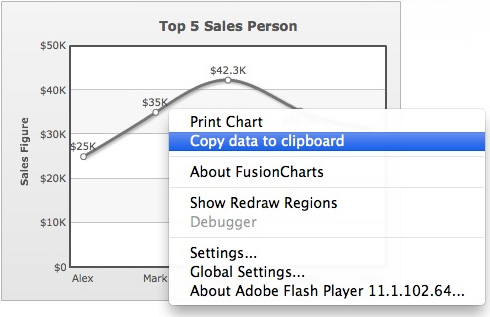 Top 5 Sales Person
$50K
$42.3K
$40K
$35K
$30K
$25K
$20K
$10K
$0
Sales Figure
Alex
Mark
Print Chart
Copy data to clipboard
About FusionCharts
Show Redraw Regions
Debugger
Settings...
Global Settings...
About Adobe Flash Player 11.1.102.64...